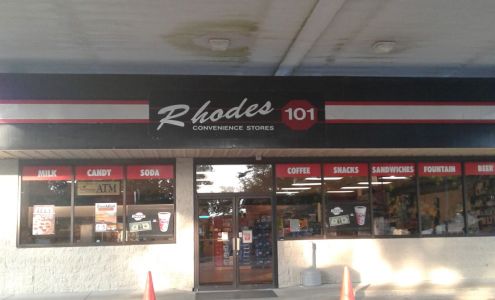 Rhodes 101
CONVENIENCE STORES
MILK CANDY SODA COFFEE SNACKS SANDWICHES FOUNTAIN BEER
ATM